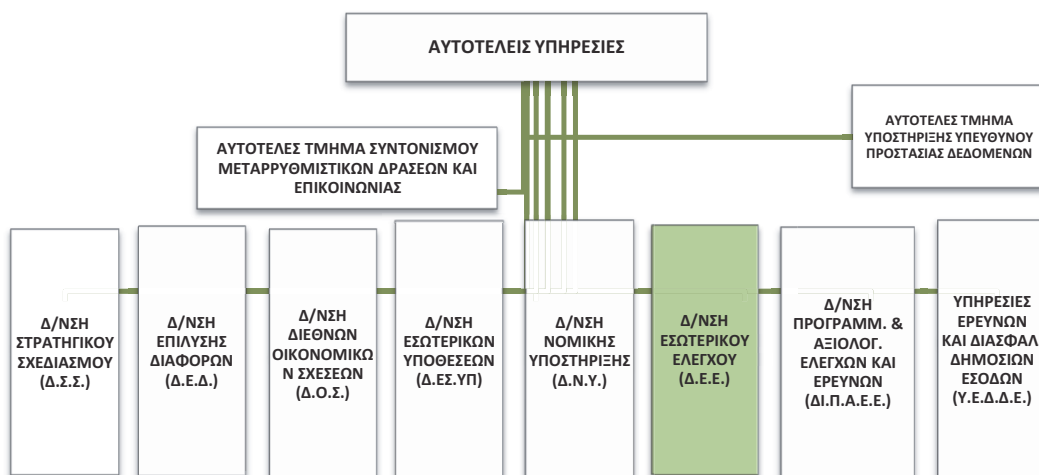 ΑΥΤΟΤΕΛΕΙΣ ΥΠΗΡΕΣΙΕΣ
ΑΥΤΟΤΕΛΕΣ ΤΜΗΜΑ
ΥΠΟΣΤΗΡΙΞΗΣ ΥΠΕΥΘΥΝΟΥ
ΠΡΟΣΤΑΣΙΑΣ ΔΕΔΟΜΕΝΩΝ
ΑΥΤΟΤΕΛΕΣ ΤΜΗΜΑ ΣΥΝΤΟΝΙΣΜΟΥ
ΜΕΤΑΡΡΥΘΜΙΣΤΙΚΩΝ ΔΡΑΣΕΩΝ ΚΑΙ
ΕΠΙΚΟΙΝΩΝΙΑΣ
Δ/ΝΣΗ
ΣΤΡΑΤΗΓΙΚΟΥ
ΣΧΕΔΙΑΣΜΟΥ
(Δ.Σ.Σ.)
Δ/ΝΣΗ
ΕΠΙΛΥΣΗΣ
ΔΙΑΦΟΡΩΝ
(Δ.Ε.Δ.)
Δ/ΝΣΗ
ΔΙΕΘΝΩΝ
ΟΙΚΟΝΟΜΙΚΩ
Ν ΣΧΕΣΕΩΝ
(Δ.Ο.Σ.)
Δ/ΝΣΗ
ΕΣΩΤΕΡΙΚΩΝ
ΥΠΟΘΕΣΕΩΝ
(Δ.ΕΣ.ΥΠ)
Δ/ΝΣΗ
ΝΟΜΙΚΗΣ
ΥΠΟΣΤΗΡΙΞΗΣ
(Δ.Ν.Υ.)
Δ/ΝΣΗ
ΕΣΩΤΕΡΙΚΟΥ
ΕΛΕΓΧΟΥ
(Δ.Ε.Ε.)
Δ/ΝΣΗ
ΠΡΟΓΡΑΜΜ. &
ΑΞΙΟΛΟΓ.
ΕΛΕΓΧΩΝ ΚΑΙ
ΕΡΕΥΝΩΝ
(ΔΙ.Π.Α.Ε.Ε.)
ΥΠΗΡΕΣΙΕΣ
ΕΡΕΥΝΩΝ
ΚΑΙ ΔΙΑΣΦΑΛ
ΔΗΜΟΣΙΩΝ
ΕΣΟΔΩΝ
(Υ.Ε.Δ.Δ.Ε.)